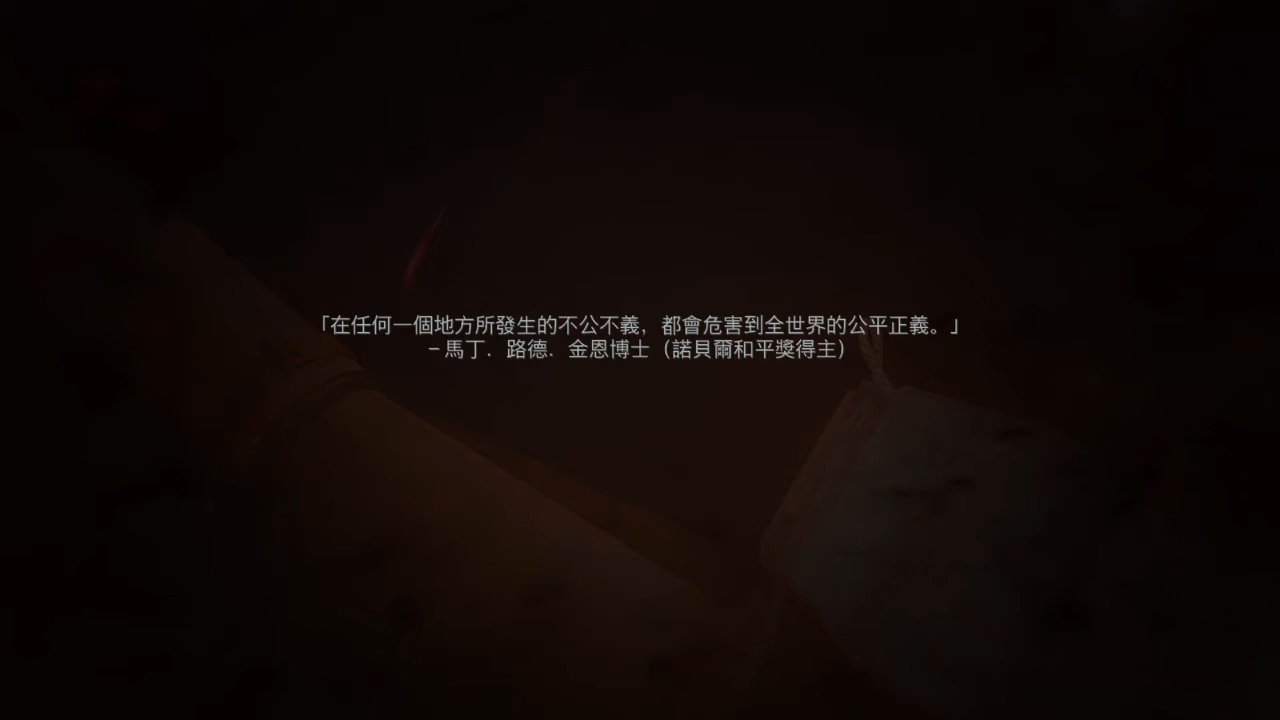 「在任何一個地方所發生的不公不義，都會危害到全世界的公平正義。」
– 馬丁．路德．金恩博士（諾貝爾和平獎得主）